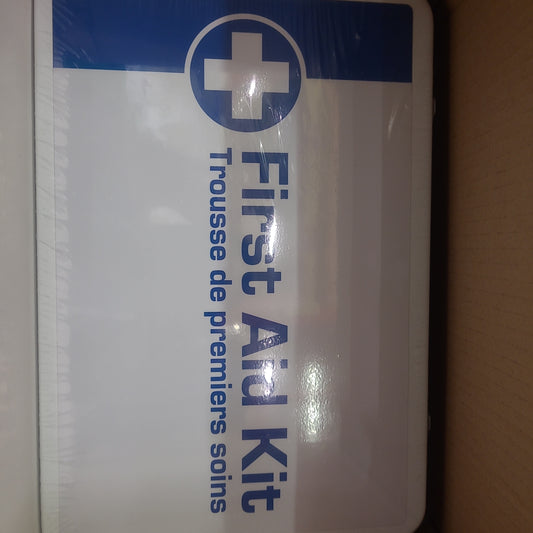 First Aid Kit
Trousse de premiers soins